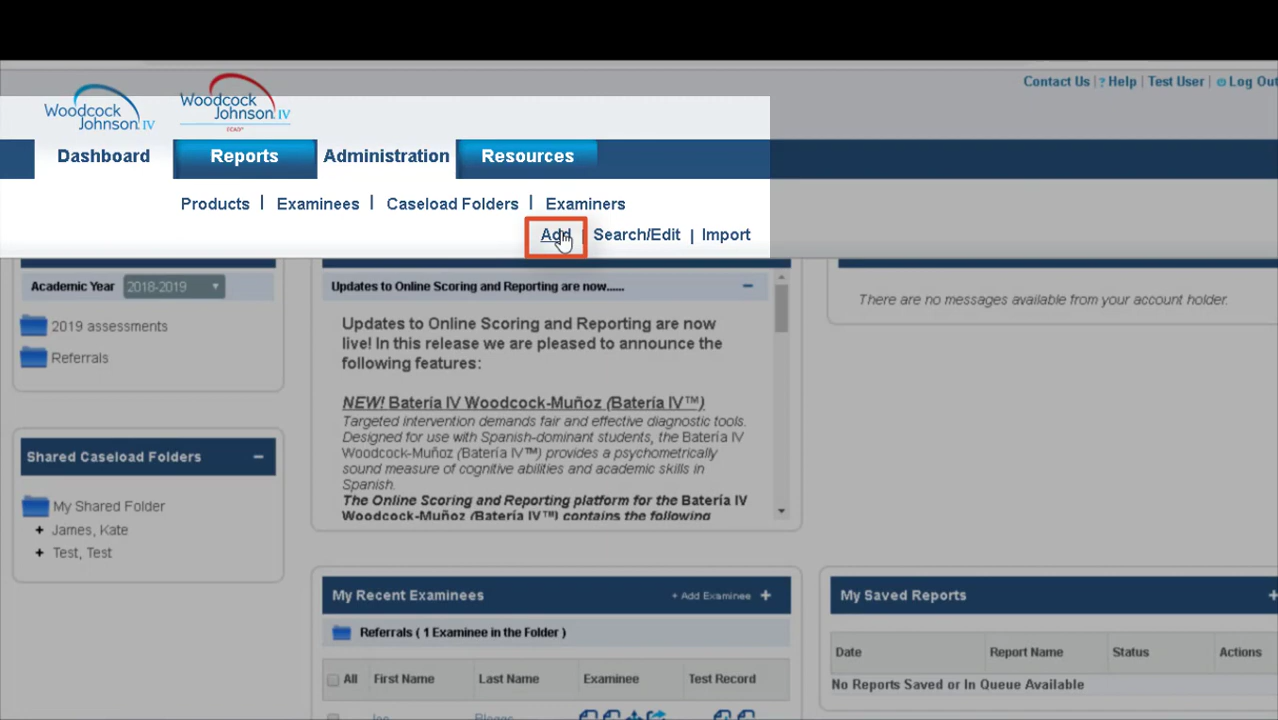 Contact Us | ? Help | Test User | Log Out
Woodcock Johnson IV
Woodcock Johnson IV
ECAD®
Dashboard
Reports
Administration
Resources
Products | Examinees | Caseload Folders | Examiners
Add | Search/Edit | Import
Academic Year 2018-2019
2019 assessments
Referrals
Updates to Online Scoring and Reporting are now......
Updates to Online Scoring and Reporting are now
live! In this release we are pleased to announce the
following features:
NEW! Batería IV Woodcock-Muñoz (Batería IV™)
Targeted intervention demands fair and effective diagnostic tools.
Designed for use with Spanish-dominant students, the Batería IV
Woodcock-Muñoz (Batería IV™) provides a psychometrically
sound measure of cognitive abilities and academic skills in
Spanish.
The Online Scoring and Reporting platform for the Batería IV
Woodcock-Muñoz (Batería IV™) contains the following
There are no messages available from your account holder.
Shared Caseload Folders
My Shared Folder
+ James, Kate
+ Test, Test
My Recent Examinees
+ Add Examinee
Referrals ( 1 Examinee in the Folder )
All First Name Last Name Examinee Test Record
Joe Bloggs
My Saved Reports
Date Report Name Status Actions
No Reports Saved or In Queue Available